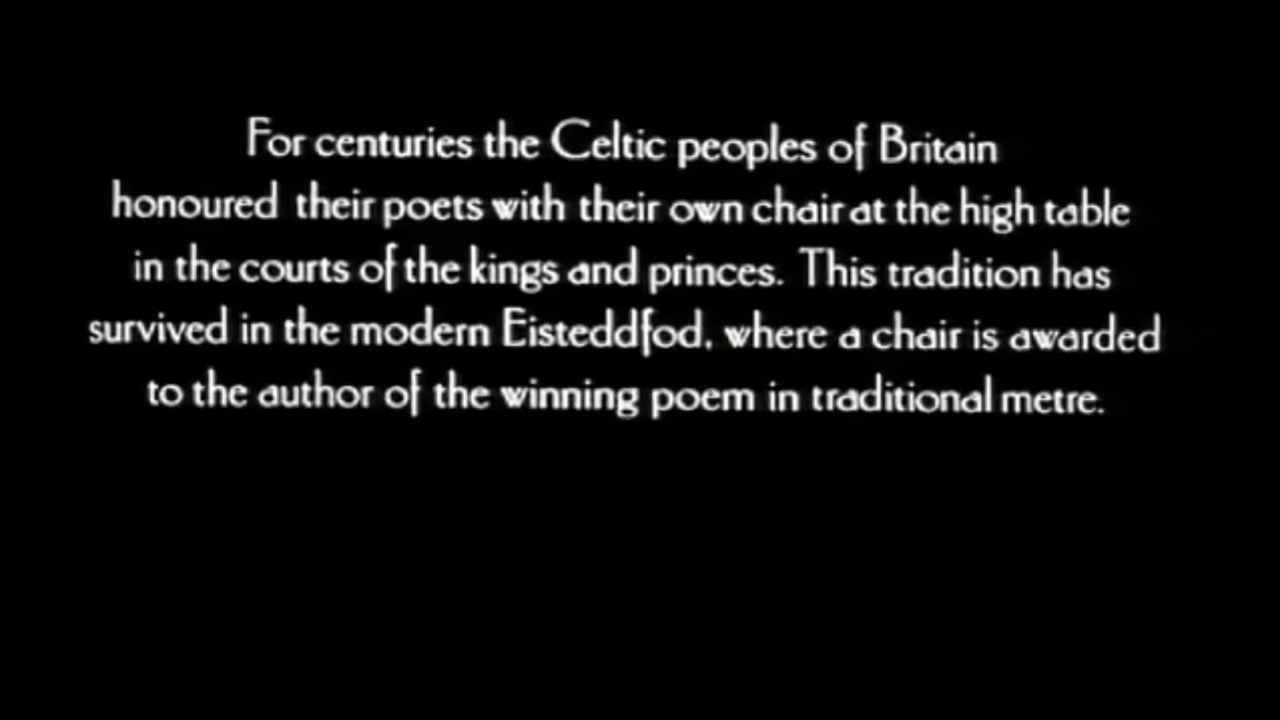 For centuries the Celtic peoples of Britain
honoured their poets with their own chair at the high table
in the courts of the kings and princes. This tradition has
survived in the modern Eisteddfod, where a chair is awarded
to the author of the winning poem in traditional metre.